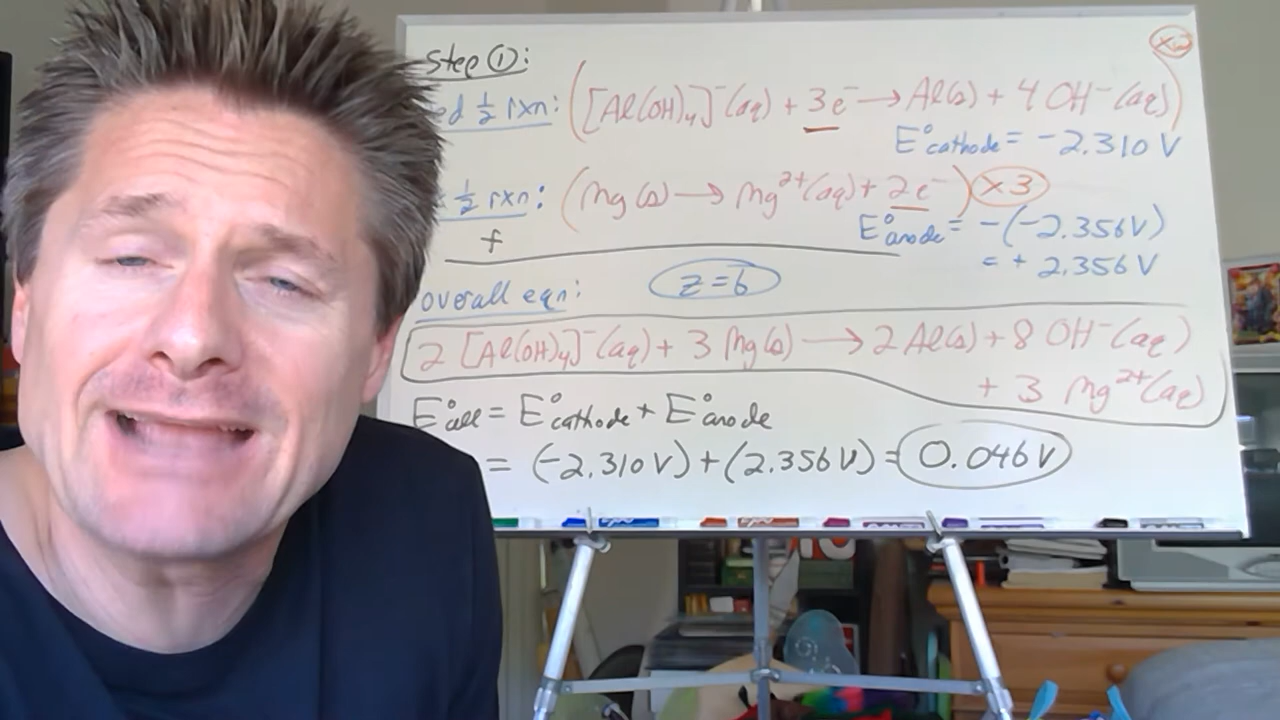 Step ①:
ed ½ rxn: ([Al(OH)₄]⁻(aq) + 3e⁻ → Al(s) + 4 OH⁻(aq))
E°cathode = -2.310 V
½ rxn: (Mg(s) → Mg²⁺(aq) + 2e⁻) ×3
E°anode = -(-2.356V)
= + 2.356 V
overall eqn: z=6
2 [Al(OH)₄]⁻(aq) + 3 Mg(s) → 2 Al(s) + 8 OH⁻(aq)
+ 3 Mg²⁺(aq)
E°cell = E°cathode + E°anode
= (-2.310 V) + (2.356 V) = 0.046 V